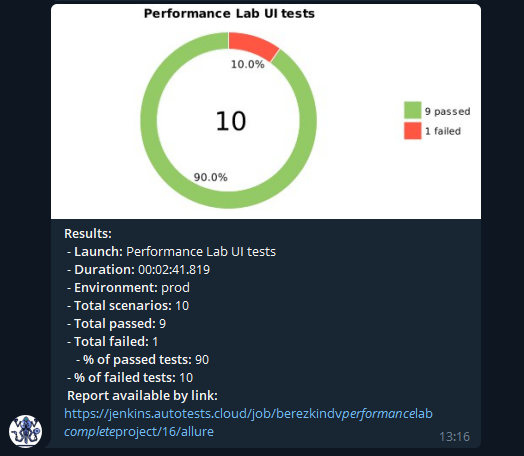 Performance Lab UI tests
10.0%
10
90.0%
9 passed
1 failed
Results:
- Launch: Performance Lab UI tests
- Duration: 00:02:41.819
- Environment: prod
- Total scenarios: 10
- Total passed: 9
- Total failed: 1
- % of passed tests: 90
- % of failed tests: 10
Report available by link:
https://jenkins.autotests.cloud/job/berezkindvperformancelab
completeproject/16/allure
13:16